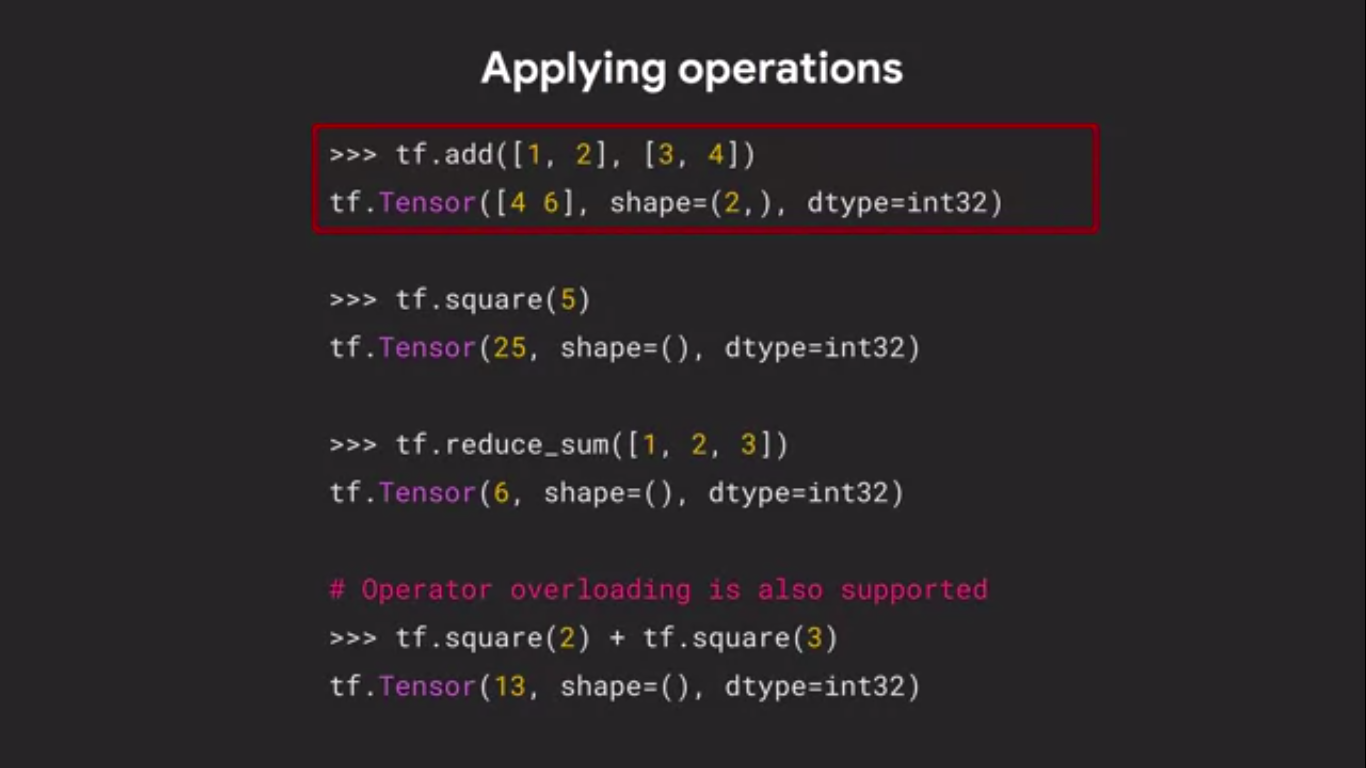 Applying operations
>>> tf.add([1, 2], [3, 4])
tf.Tensor([4 6], shape=(2,), dtype=int32)
>>> tf.square(5)
tf.Tensor(25, shape=(), dtype=int32)
>>> tf.reduce_sum([1, 2, 3])
tf.Tensor(6, shape=(), dtype=int32)
# Operator overloading is also supported
>>> tf.square(2) + tf.square(3)
tf.Tensor(13, shape=(), dtype=int32)